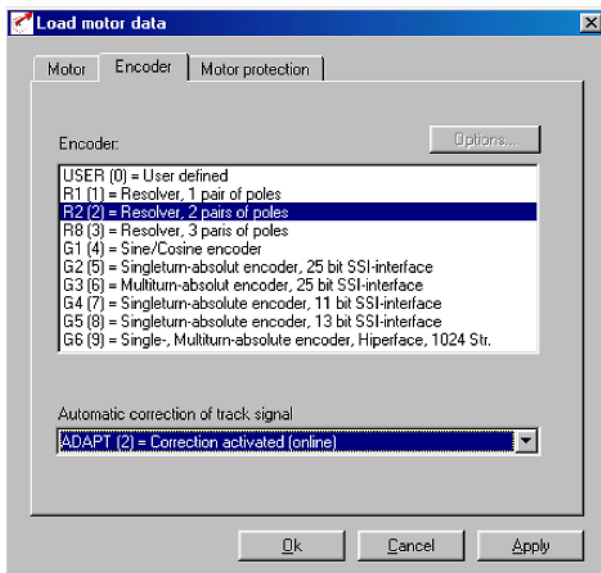 Load motor data
Motor Encoder Motor protection
Encoder: Options...
USER (0) = User defined
R1 (1) = Resolver, 1 pair of poles
R2 (2) = Resolver, 2 pairs of poles
R8 (3) = Resolver, 3 paris of poles
G1 (4) = Sine/Cosine encoder
G2 (5) = Singleturn-absolut encoder, 25 bit SSI-interface
G3 (6) = Multiturn-absolut encoder, 25 bit SSI-interface
G4 (7) = Singleturn-absolute encoder, 11 bit SSI-interface
G5 (8) = Singleturn-absolute encoder, 13 bit SSI-interface
G6 (9) = Single-, Multiturn-absolute encoder, Hiperface, 1024 Str.
Automatic correction of track signal
ADAPT (2) = Correction activated (online)
Ok Cancel Apply